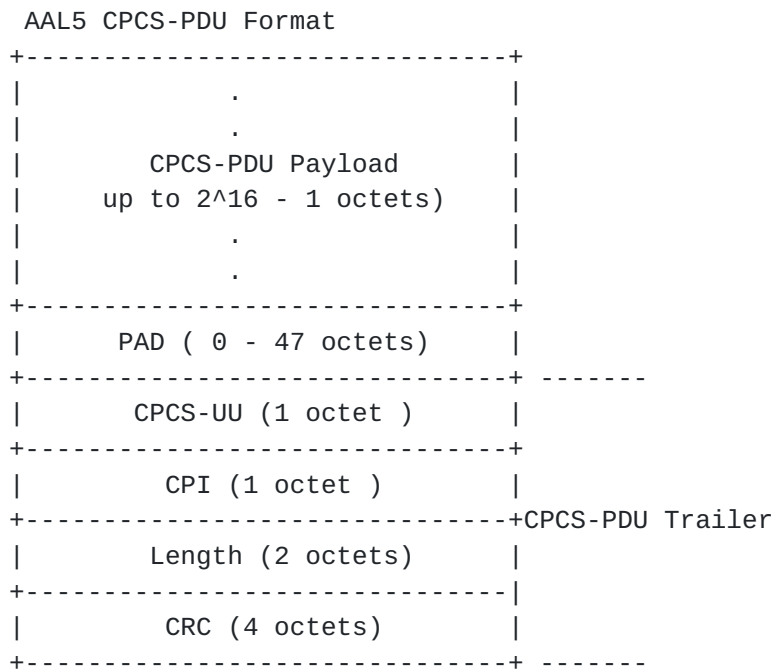 AAL5 CPCS-PDU Format
+-------------------------------+
|               .               |
|               .               |
|        CPCS-PDU Payload       |
|     up to 2^16 - 1 octets)    |
|               .               |
|               .               |
+-------------------------------+
|      PAD ( 0 - 47 octets)     |
+-------------------------------+ -------
|       CPCS-UU (1 octet )      |
+-------------------------------+
|         CPI (1 octet )        |
+-------------------------------+CPCS-PDU Trailer
|        Length (2 octets)      |
+-------------------------------|
|         CRC (4 octets)        |
+-------------------------------+ -------